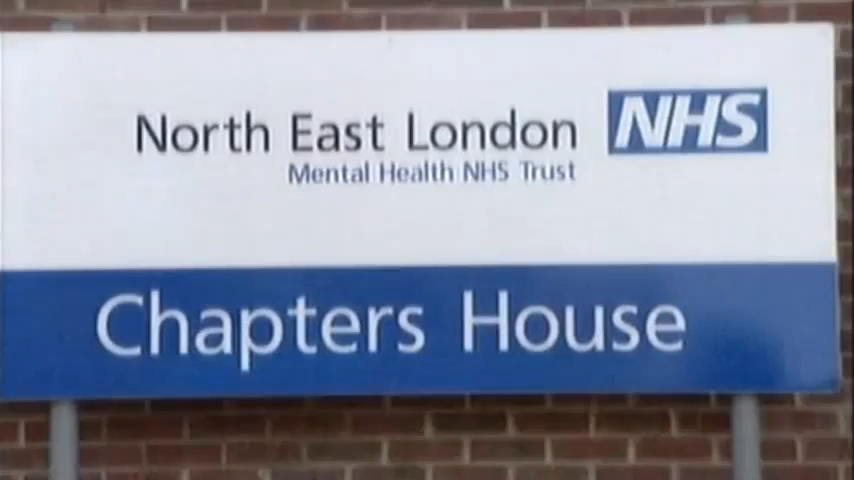 North East London NHS
Mental Health NHS Trust
Chapters House